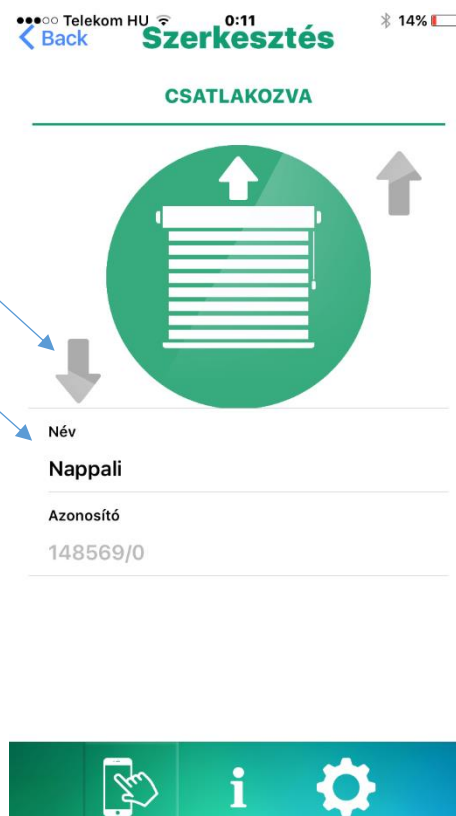 Telekom HU 0:11 14%
Back Szerkesztés
CSATLAKOZVA
Név
Nappali
Azonosító
148569/0
i